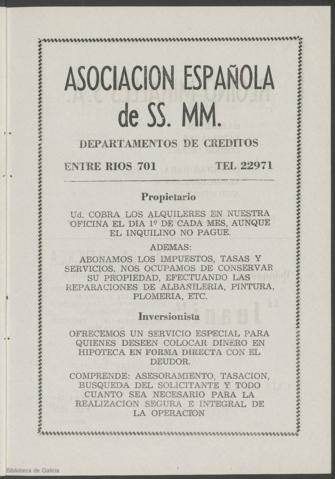 ASOCIACION ESPAÑOLA
de SS. MM.
DEPARTAMENTOS DE CREDITOS
ENTRE RIOS 701 TEL 22971
Propietario
Ud. COBRA LOS ALQUILERES EN NUESTRA
OFICINA EL DIA 1º DE CADA MES, AUNQUE
EL INQUILINO NO PAGUE.
ADEMAS:
ABONAMOS LOS IMPUESTOS, TASAS Y
SERVICIOS, NOS OCUPAMOS DE CONSERVAR
SU PROPIEDAD, EFECTUANDO LAS
REPARACIONES DE ALBAÑILERIA, PINTURA,
PLOMERIA, ETC.
Inversionista
OFRECEMOS UN SERVICIO ESPECIAL PARA
QUIENES DESEEN COLOCAR DINERO EN
HIPOTECA EN FORMA DIRECTA CON EL
DEUDOR.
COMPRENDE: ASESORAMIENTO, TASACION,
BUSQUEDA DEL SOLICITANTE Y TODO
CUANTO SEA NECESARIO PARA LA
REALIZACION SEGURA E INTEGRAL DE
LA OPERACION
Biblioteca de Galicia